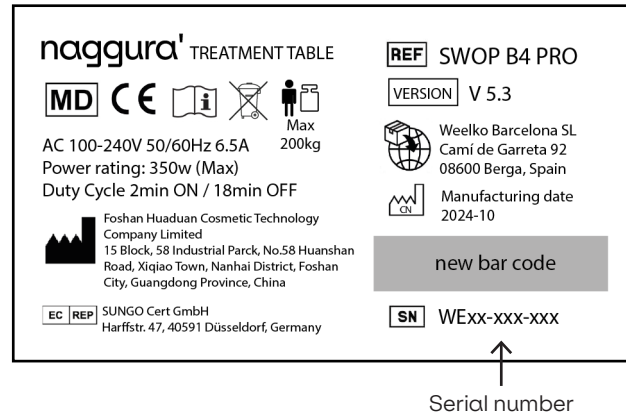 naggura' TREATMENT TABLE
MD CE
Max
200kg
AC 100-240V 50/60Hz 6.5A
Power rating: 350w (Max)
Duty Cycle 2min ON / 18min OFF
Foshan Huaduan Cosmetic Technology
Company Limited
15 Block, 58 Industrial Parck, No.58 Huanshan
Road, Xiqiao Town, Nanhai District, Foshan
City, Guangdong Province, China
EC REP SUNGO Cert GmbH
Harffstr. 47, 40591 Düsseldorf, Germany
REF SWOP B4 PRO
VERSION V 5.3
Weelko Barcelona SL
Camí de Garreta 92
08600 Berga, Spain
CN
Manufacturing date
2024-10
new bar code
SN WExx-xxx-xxx
Serial number